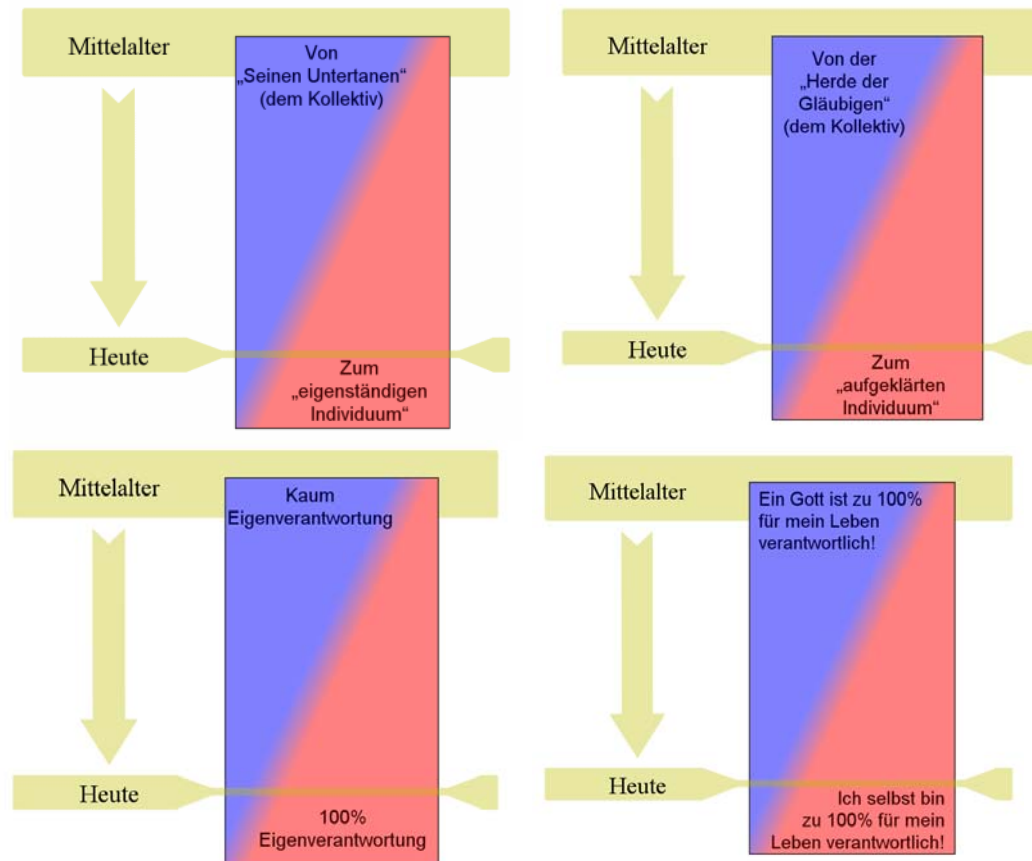 Mittelalter
Von
„Seinen Untertanen“
(dem Kollektiv)
Heute
Zum
„eigenständigen
Individuum“
Mittelalter
Von der
„Herde der
Gläubigen“
(dem Kollektiv)
Heute
Zum
„aufgeklärten
Individuum“
Mittelalter
Kaum
Eigenverantwortung
Heute
100%
Eigenverantwortung
Mittelalter
Ein Gott ist zu 100%
für mein Leben
verantwortlich!
Heute
Ich selbst bin
zu 100% für mein
Leben verantwortlich!